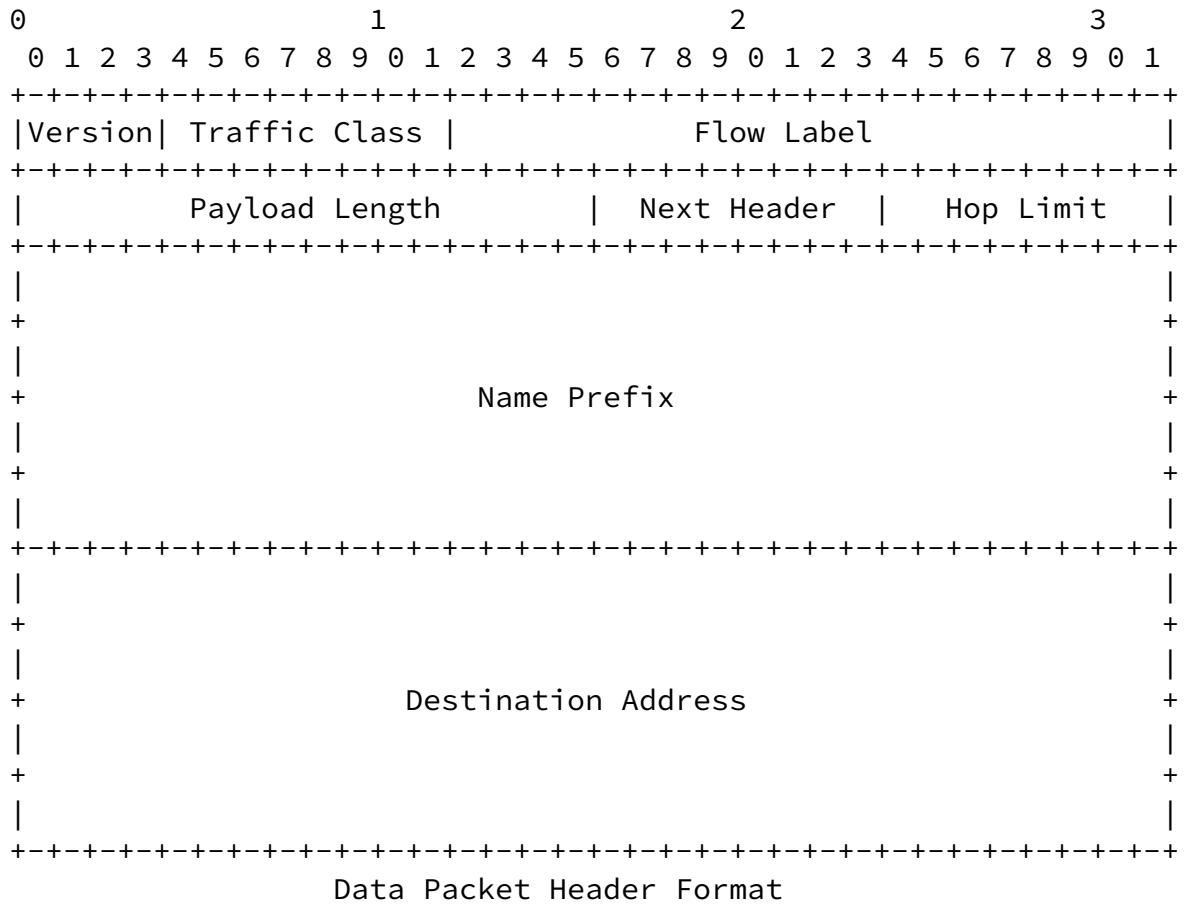 0                   1                   2                   3
 0 1 2 3 4 5 6 7 8 9 0 1 2 3 4 5 6 7 8 9 0 1 2 3 4 5 6 7 8 9 0 1
+-+-+-+-+-+-+-+-+-+-+-+-+-+-+-+-+-+-+-+-+-+-+-+-+-+-+-+-+-+-+-+-+
|Version| Traffic Class |             Flow Label                |
+-+-+-+-+-+-+-+-+-+-+-+-+-+-+-+-+-+-+-+-+-+-+-+-+-+-+-+-+-+-+-+-+
|         Payload Length        |  Next Header  |   Hop Limit   |
+-+-+-+-+-+-+-+-+-+-+-+-+-+-+-+-+-+-+-+-+-+-+-+-+-+-+-+-+-+-+-+-+
|                                                               |
+                                                               +
|                                                               |
+                         Name Prefix                           +
|                                                               |
+                                                               +
|                                                               |
+-+-+-+-+-+-+-+-+-+-+-+-+-+-+-+-+-+-+-+-+-+-+-+-+-+-+-+-+-+-+-+-+
|                                                               |
+                                                               +
|                                                               |
+                     Destination Address                       +
|                                                               |
+                                                               +
|                                                               |
+-+-+-+-+-+-+-+-+-+-+-+-+-+-+-+-+-+-+-+-+-+-+-+-+-+-+-+-+-+-+-+-+
                  Data Packet Header Format